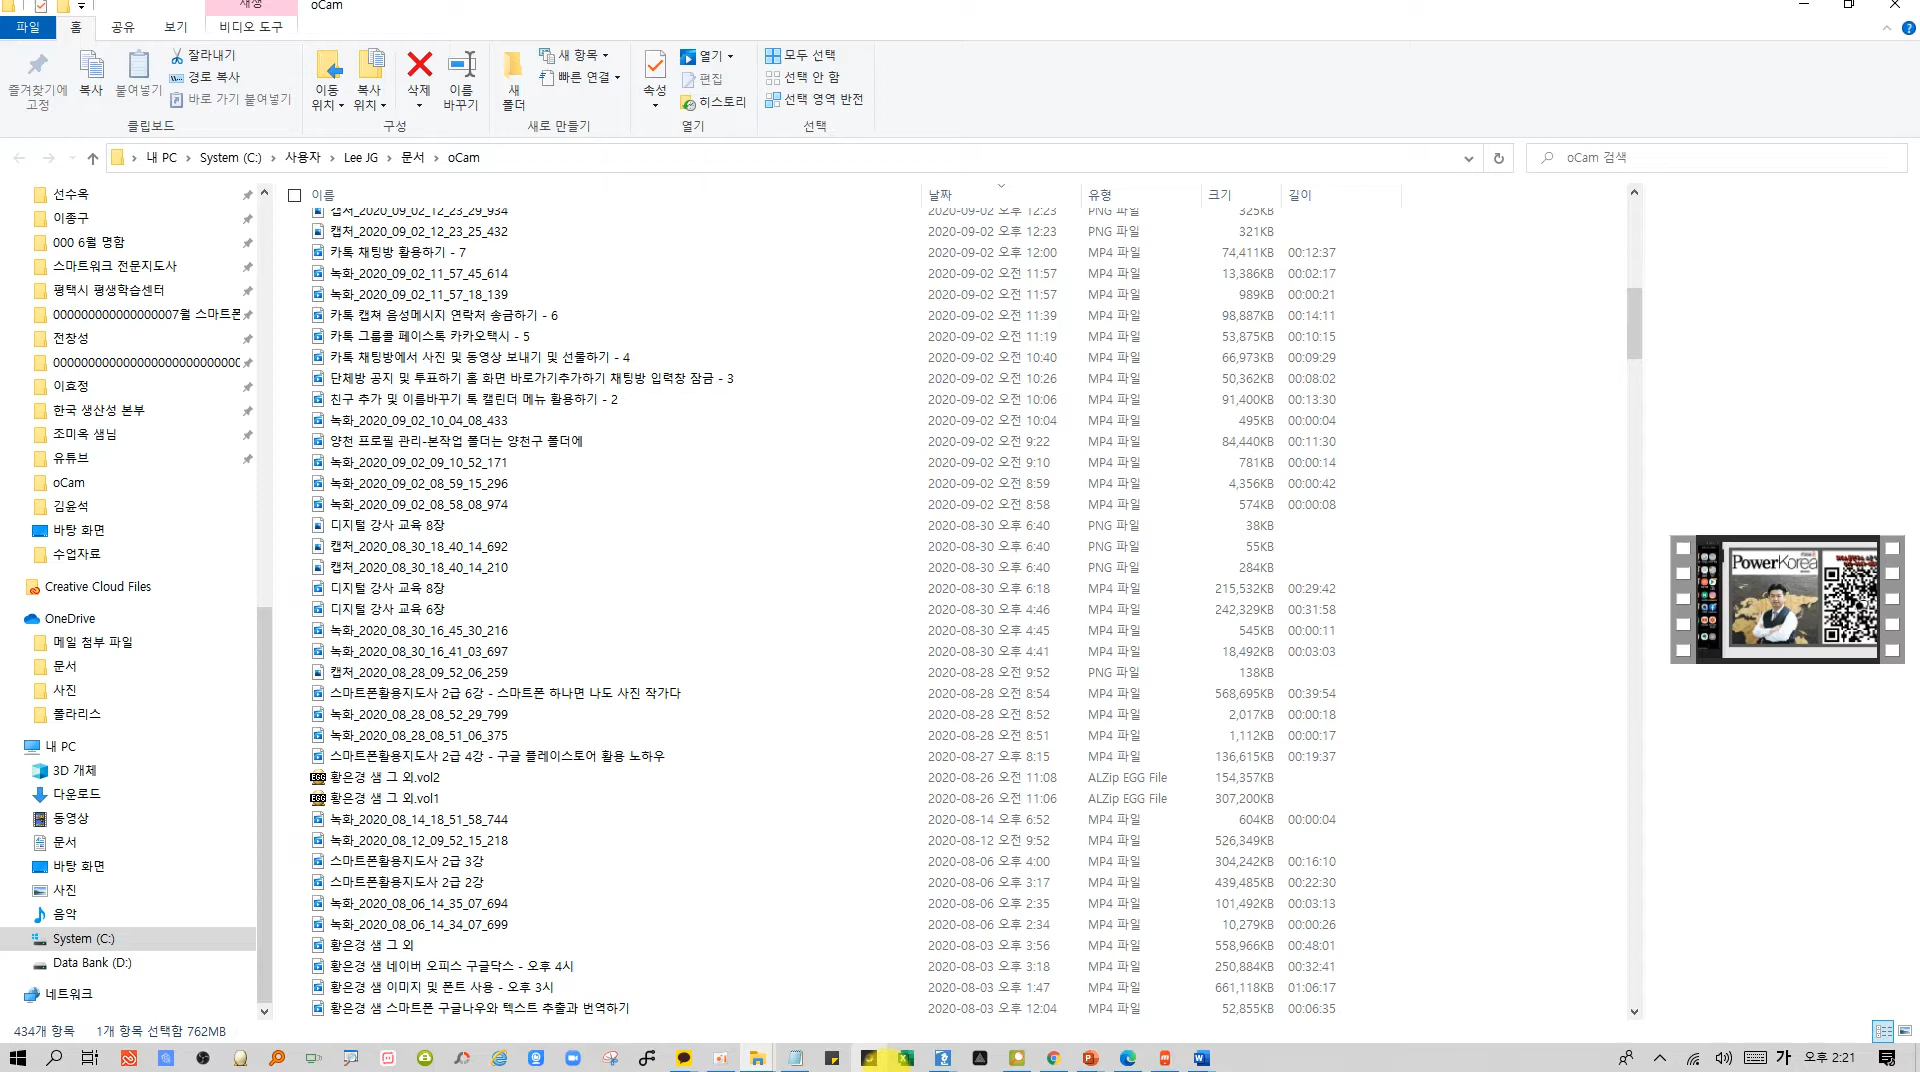 재생
oCam
파일
홈
공유
보기
비디오 도구
즐겨찾기에
고정
복사
붙여넣기
잘라내기
경로 복사
바로 가기 붙여넣기
클립보드
이동
위치
복사
위치
삭제
이름
바꾸기
구성
새
폴더
새 항목
빠른 연결
새로 만들기
속성
열기
편집
히스토리
열기
모두 선택
선택 안 함
선택 영역 반전
선택
내 PC > System (C:) > 사용자 > Lee JG > 문서 > oCam
oCam 검색
선수옥
이종구
000 6월 명함
스마트워크 전문지도사
평택시 평생학습센터
0000000000000000007월 스마트폰
전창성
이효정
한국 생산성 본부
조미옥 샘님
유튜브
oCam
김윤석
바탕 화면
수업자료
Creative Cloud Files
OneDrive
메일 첨부 파일
문서
사진
폴라리스
내 PC
3D 개체
다운로드
동영상
문서
바탕 화면
사진
음악
System (C:)
Data Bank (D:)
네트워크
이름 날짜 유형 크기 길이
캡처_2020_09_02_12_23_29_934 2020-09-02 오후 12:23 PNG 파일 325KB
캡처_2020_09_02_12_23_25_432 2020-09-02 오후 12:23 PNG 파일 321KB
카톡 채팅방 활용하기 - 7 2020-09-02 오후 12:00 MP4 파일 74,411KB 00:12:37
녹화_2020_09_02_11_57_45_614 2020-09-02 오전 11:57 MP4 파일 13,386KB 00:02:17
녹화_2020_09_02_11_57_18_139 2020-09-02 오전 11:57 MP4 파일 989KB 00:00:21
카톡 캡쳐 음성메시지 연락처 송금하기 - 6 2020-09-02 오전 11:39 MP4 파일 98,887KB 00:14:11
카톡 그룹콜 페이스톡 카카오택시 - 5 2020-09-02 오전 11:19 MP4 파일 53,875KB 00:10:15
카톡 채팅방에서 사진 및 동영상 보내기 및 선물하기 - 4 2020-09-02 오전 10:40 MP4 파일 66,973KB 00:09:29
단체방 공지 및 투표하기 홈 화면 바로가기추가하기 채팅방 입력창 잠금 - 3 2020-09-02 오전 10:26 MP4 파일 50,362KB 00:08:02
친구 추가 및 이름바꾸기 톡 캘린더 메뉴 활용하기 - 2 2020-09-02 오전 10:06 MP4 파일 91,400KB 00:13:30
녹화_2020_09_02_10_04_08_433 2020-09-02 오전 10:04 MP4 파일 495KB 00:00:04
양천 프로필 관리-본작업 폴더는 양천구 폴더에 2020-09-02 오전 9:22 MP4 파일 84,440KB 00:11:30
녹화_2020_09_02_09_10_52_171 2020-09-02 오전 9:10 MP4 파일 781KB 00:00:14
녹화_2020_09_02_08_59_15_296 2020-09-02 오전 8:59 MP4 파일 4,356KB 00:00:42
녹화_2020_09_02_08_58_08_974 2020-09-02 오전 8:58 MP4 파일 574KB 00:00:08
디지털 강사 교육 8장 2020-08-30 오후 6:40 PNG 파일 38KB
캡처_2020_08_30_18_40_14_692 2020-08-30 오후 6:40 PNG 파일 55KB
캡처_2020_08_30_18_40_14_210 2020-08-30 오후 6:40 PNG 파일 284KB
디지털 강사 교육 8장 2020-08-30 오후 6:18 MP4 파일 215,532KB 00:29:42
디지털 강사 교육 6장 2020-08-30 오후 4:46 MP4 파일 242,329KB 00:31:58
녹화_2020_08_30_16_45_30_216 2020-08-30 오후 4:45 MP4 파일 545KB 00:00:11
녹화_2020_08_30_16_41_03_697 2020-08-30 오후 4:41 MP4 파일 18,492KB 00:03:03
캡처_2020_08_28_09_52_06_259 2020-08-28 오전 9:52 PNG 파일 138KB
스마트폰활용지도사 2급 6강 - 스마트폰 하나면 나도 사진 작가다 2020-08-28 오전 8:54 MP4 파일 568,695KB 00:39:54
녹화_2020_08_28_08_52_29_799 2020-08-28 오전 8:52 MP4 파일 2,017KB 00:00:18
녹화_2020_08_28_08_51_06_375 2020-08-28 오전 8:51 MP4 파일 1,112KB 00:00:17
스마트폰활용지도사 2급 4강 - 구글 플레이스토어 활용 노하우 2020-08-27 오후 8:15 MP4 파일 136,615KB 00:19:37
황은경 샘 그 외.vol2 2020-08-26 오전 11:08 ALZip EGG File 154,357KB
황은경 샘 그 외.vol1 2020-08-26 오전 11:06 ALZip EGG File 307,200KB
녹화_2020_08_14_18_51_58_744 2020-08-14 오후 6:52 MP4 파일 604KB 00:00:04
녹화_2020_08_12_09_52_15_218 2020-08-12 오전 9:52 MP4 파일 526,349KB
스마트폰활용지도사 2급 3강 2020-08-06 오후 4:00 MP4 파일 304,242KB 00:16:10
스마트폰활용지도사 2급 2강 2020-08-06 오후 3:17 MP4 파일 439,485KB 00:22:30
녹화_2020_08_06_14_35_07_694 2020-08-06 오후 2:35 MP4 파일 101,492KB 00:03:13
녹화_2020_08_06_14_34_07_699 2020-08-06 오후 2:34 MP4 파일 10,279KB 00:00:26
황은경 샘 그 외 2020-08-03 오후 3:56 MP4 파일 558,966KB 00:48:01
황은경 샘 네이버 오피스 구글닥스 - 오후 4시 2020-08-03 오후 3:18 MP4 파일 250,884KB 00:32:41
황은경 샘 이미지 및 폰트 사용 - 오후 3시 2020-08-03 오후 1:47 MP4 파일 661,118KB 01:06:17
황은경 샘 스마트폰 구글나우와 텍스트 추출과 번역하기 2020-08-03 오후 12:04 MP4 파일 52,855KB 00:06:35
PowerKorea
434개 항목 1개 항목 선택함 762MB
가 오후 2:21